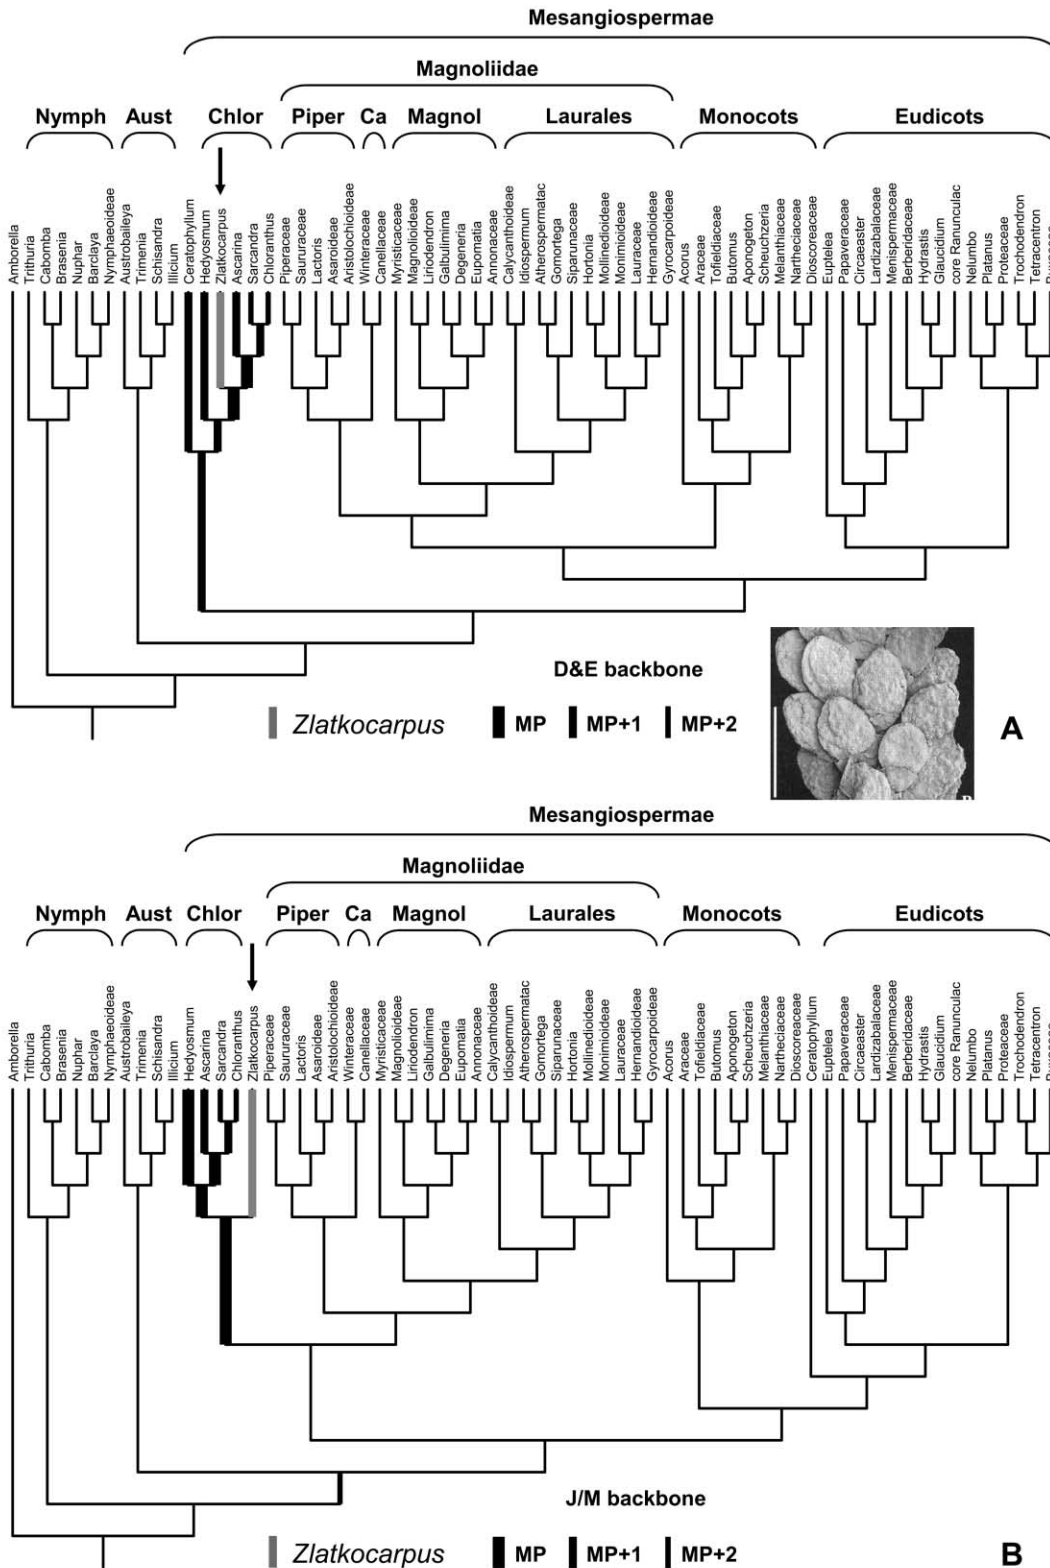 Mesangiospermae
Magnoliidae
Nymph Aust Chlor Piper Ca Magnol Laurales Monocots Eudicots
Amborella
Trithuria
Cabomba
Brasenia
Nuphar
Barclaya
Nymphaeoideae
Austrobaileya
Trimenia
Schisandra
Illicium
Ceratophyllum
Hedyosmum
Zlatkocarpus
Ascarina
Sarcandra
Chloranthus
Piperaceae
Saururaceae
Lactoris
Asaroideae
Aristolochioideae
Winteraceae
Canellaceae
Myristicaceae
Magnolioideae
Liriodendron
Galbulimima
Degeneria
Eupomatia
Annonaceae
Calycanthoideae
Idiospermum
Atherospermatac
Gomortega
Siparunaceae
Hortonia
Mollinedioideae
Monimioideae
Lauraceae
Hernandioideae
Gyrocarpoideae
Acorus
Araceae
Tofieldiaceae
Butomus
Aponogeton
Scheuchzeria
Melanthiaceae
Nartheciaceae
Dioscoreaceae
Euptelea
Papaveraceae
Circaeaster
Lardizabalaceae
Menispermaceae
Berberidaceae
Hydrastis
Glaucidium
core Ranunculac
Nelumbo
Platanus
Proteaceae
Trochodendron
Tetracentron
D&E backbone
Zlatkocarpus MP MP+1 MP+2
A
Mesangiospermae
Magnoliidae
Nymph Aust Chlor Piper Ca Magnol Laurales Monocots Eudicots
Amborella
Trithuria
Cabomba
Brasenia
Nuphar
Barclaya
Nymphaeoideae
Austrobaileya
Trimenia
Schisandra
Illicium
Hedyosmum
Ascarina
Sarcandra
Chloranthus
Zlatkocarpus
Piperaceae
Saururaceae
Lactoris
Asaroideae
Aristolochioideae
Winteraceae
Canellaceae
Myristicaceae
Magnolioideae
Liriodendron
Galbulimima
Degeneria
Eupomatia
Annonaceae
Calycanthoideae
Idiospermum
Atherospermatac
Gomortega
Siparunaceae
Hortonia
Mollinedioideae
Monimioideae
Lauraceae
Hernandioideae
Gyrocarpoideae
Acorus
Araceae
Tofieldiaceae
Butomus
Aponogeton
Scheuchzeria
Melanthiaceae
Nartheciaceae
Dioscoreaceae
Ceratophyllum
Euptelea
Papaveraceae
Circaeaster
Lardizabalaceae
Menispermaceae
Berberidaceae
Hydrastis
Glaucidium
core Ranunculac
Nelumbo
Platanus
Proteaceae
Trochodendron
Tetracentron
J/M backbone
Zlatkocarpus MP MP+1 MP+2
B